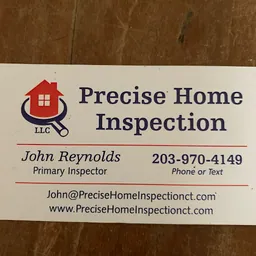 Precise Home
Inspection
LLC
John Reynolds
Primary Inspector
203-970-4149
Phone or Text
John@PreciseHomeInspectionct.com
www.PreciseHomeInspectionct.com